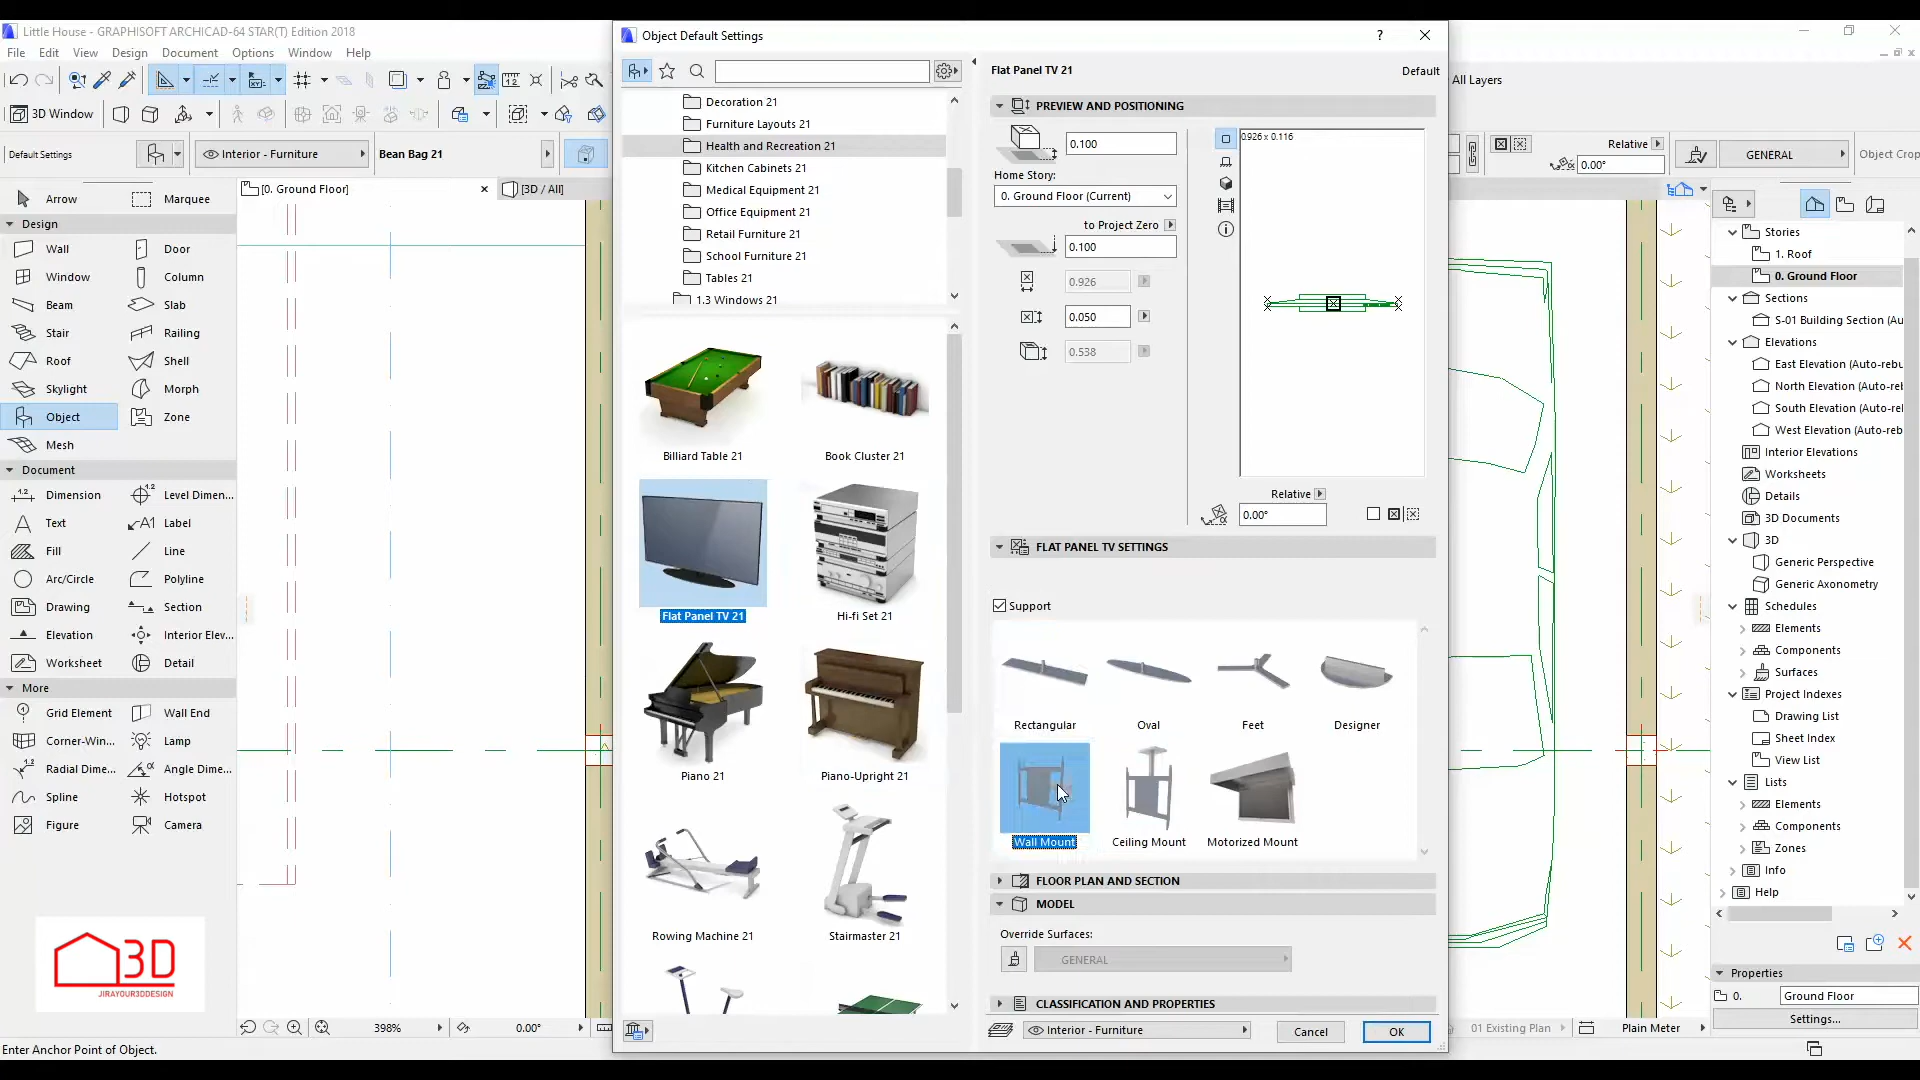 Little House - GRAPHISOFT ARCHICAD-64 STAR(T) Edition 2018
File Edit View Design Document Options Window Help
3D Window
Default Settings
Interior - Furniture
Bean Bag 21
[0. Ground Floor]
[3D / All]
Arrow Marquee
Design
Wall Door
Window Column
Beam Slab
Stair Railing
Roof Shell
Skylight Morph
Object Zone
Mesh
Document
Dimension Level Dimen...
Text Label
Fill Line
Arc/Circle Polyline
Drawing Section
Elevation Interior Elev...
Worksheet Detail
More
Grid Element Wall End
Corner-Win... Lamp
Radial Dime... Angle Dime...
Spline Hotspot
Figure Camera
3D
JIRAYOUR3DDESIGN
398% 0.00°
Enter Anchor Point of Object.
Object Default Settings
Decoration 21
Furniture Layouts 21
Health and Recreation 21
Kitchen Cabinets 21
Medical Equipment 21
Office Equipment 21
Retail Furniture 21
School Furniture 21
Tables 21
1.3 Windows 21
Billiard Table 21 Book Cluster 21
Flat Panel TV 21 Hi-fi Set 21
Piano 21 Piano-Upright 21
Rowing Machine 21 Stairmaster 21
Flat Panel TV 21 Default
PREVIEW AND POSITIONING
0.100
Home Story:
0. Ground Floor (Current)
to Project Zero
0.100
0.926
0.050
0.538
0.926 x 0.116
Relative
0.00°
FLAT PANEL TV SETTINGS
Support
Rectangular Oval Feet Designer
Wall Mount Ceiling Mount Motorized Mount
FLOOR PLAN AND SECTION
MODEL
Override Surfaces:
GENERAL
CLASSIFICATION AND PROPERTIES
Interior - Furniture
Cancel OK
All Layers
Relative
0.00°
GENERAL
Object Crop
Stories
1. Roof
0. Ground Floor
Sections
S-01 Building Section (Au
Elevations
East Elevation (Auto-rebu
North Elevation (Auto-rel
South Elevation (Auto-rel
West Elevation (Auto-reb
Interior Elevations
Worksheets
Details
3D Documents
3D
Generic Perspective
Generic Axonometry
Schedules
Elements
Components
Surfaces
Project Indexes
Drawing List
Sheet Index
View List
Lists
Elements
Components
Zones
Info
Help
Properties
0. Ground Floor
Settings...
01 Existing Plan
Plain Meter